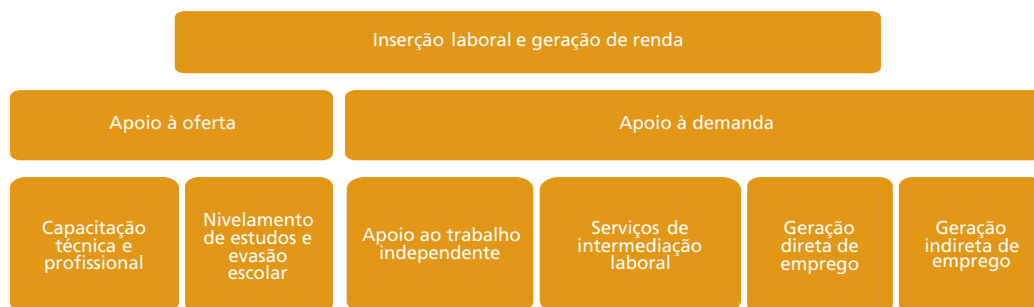 Inserção laboral e geração de renda
Apoio à oferta
Apoio à demanda
Capacitação
técnica e
profissional
Nivelamento
de estudos e
evasão
escolar
Apoio ao trabalho
independente
Serviços de
intermediação
laboral
Geração
direta de
emprego
Geração
indireta de
emprego